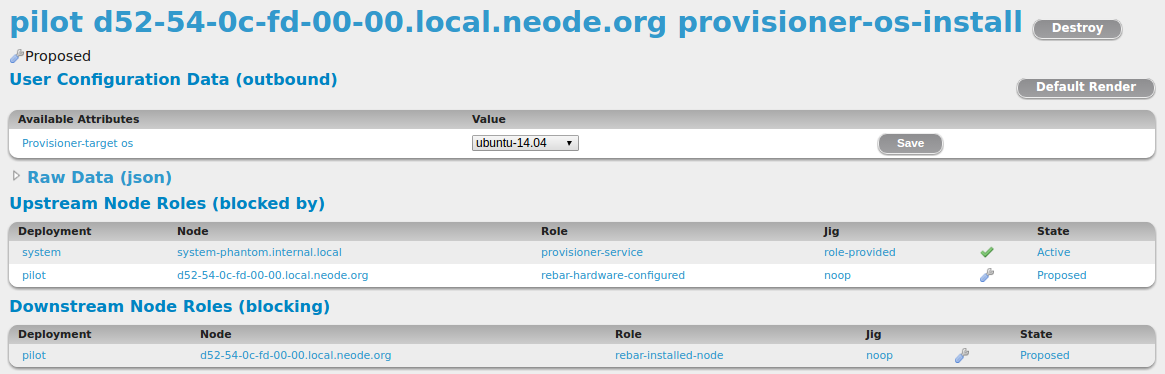 pilot d52-54-0c-fd-00-00.local.neode.org provisioner-os-install Destroy
Proposed
User Configuration Data (outbound)
Default Render
Available Attributes Value
Provisioner-target os ubuntu-14.04 Save
Raw Data (json)
Upstream Node Roles (blocked by)
Deployment Node Role Jig State
system system-phantom.internal.local provisioner-service role-provided Active
pilot d52-54-0c-fd-00-00.local.neode.org rebar-hardware-configured noop Proposed
Downstream Node Roles (blocking)
Deployment Node Role Jig State
pilot d52-54-0c-fd-00-00.local.neode.org rebar-installed-node noop Proposed